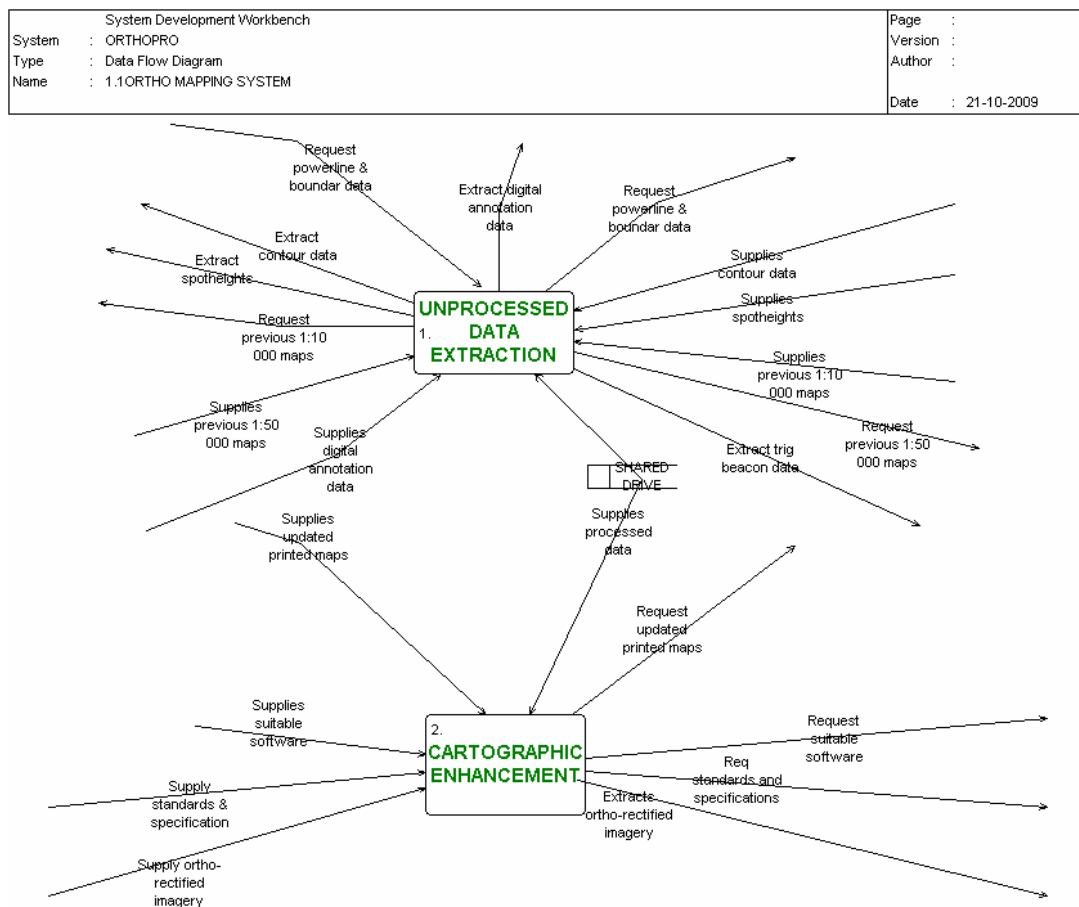 System Development Workbench
System : ORTHOPRO
Type : Data Flow Diagram
Name : 1.1ORTHO MAPPING SYSTEM
Page :
Version :
Author :
Date : 21-10-2009
Request
powerline &
boundar data
Extract digital
annotation
data
Request
powerline &
boundar data
Extract
contour data
Extract
spotheights
Request
previous 1:10
000 maps
Supplies
contour data
Supplies
spotheights
UNPROCESSED
1. DATA
EXTRACTION
Supplies
previous 1:10
000 maps
Supplies
previous 1:50
000 maps
Supplies
digital
annotation
data
Request
previous 1:50
000 maps
Extract trig
beacon data
SHARED
DRIVE
Supplies
updated
printed maps
Supplies
processed
data
Request
updated
printed maps
Supplies
suitable
software
2.
CARTOGRAPHIC
ENHANCEMENT
Request
suitable
software
Req
standards and
specifications
Supply
standards &
specification
Extracts
ortho-rectified
imagery
Supply ortho-
rectified
imagery